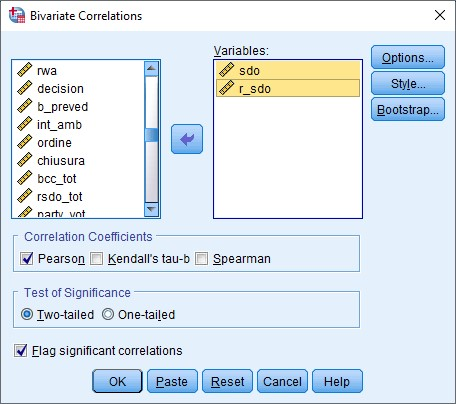 Bivariate Correlations
Variables:
rwa
decision
b_preved
int_amb
ordine
chiusura
bcc_tot
rsdo_tot
party_vot
sdo
r_sdo
Options...
Style...
Bootstrap...
Correlation Coefficients
Pearson Kendall's tau-b Spearman
Test of Significance
Two-tailed One-tailed
Flag significant correlations
OK Paste Reset Cancel Help